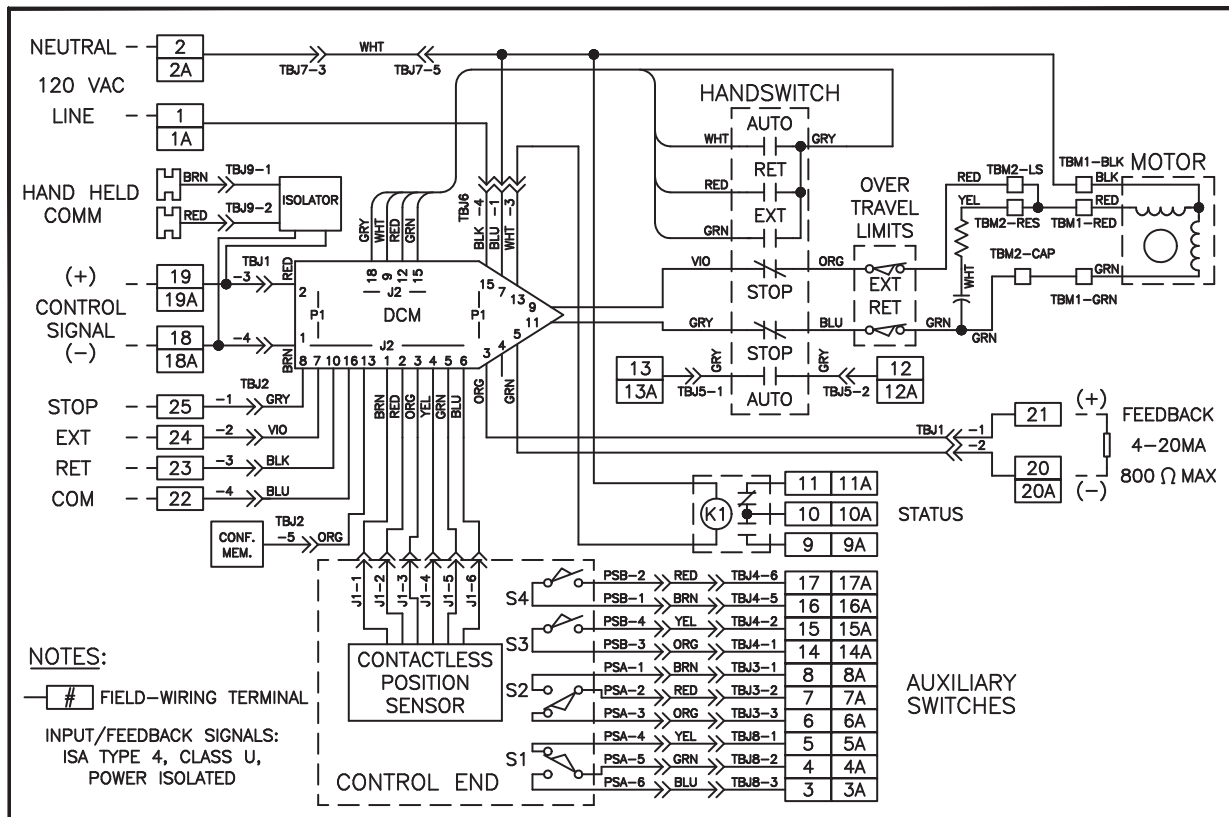 NEUTRAL 2 2A TBJ7-3 WHT TBJ7-5
120 VAC
LINE 1 1A
HAND HELD COMM
BRN TBJ9-1
RED TBJ9-2
ISOLATOR
(+)
CONTROL SIGNAL
(-)
19 19A TBJ1 -3 RED
18 18A -4 BRN
GRY WHT RED GRN
18 9 12 15
J2
DCM
2 P1 1
P1
J2
8 7 10 16 13 1 2 3 4 5 6
TBJ6 BLK -4 BLU -1 WHT -3
15 7 13 9 11 5 4 3
ORG GRN
BRN RED ORG YEL GRN BLU
STOP 25 -1 TBJ2 GRY
EXT 24 -2 VIO
RET 23 -3 BLK
COM 22 -4 BLU
CONF. MEM. TBJ2 -5 ORG
HANDSWITCH
AUTO
WHT GRY
RET
RED
EXT
GRN
VIO ORG
STOP
GRY BLU
STOP
13 13A TBJ5-1 GRY GRY TBJ5-2 12 12A
AUTO
OVER TRAVEL LIMITS
EXT
RET
RED TBM2-LS
YEL TBM2-RES
WHT
GRN GRN
TBM2-CAP
TBM1-BLK BLK
TBM1-RED RED
TBM1-GRN GRN
MOTOR
TBJ1 -1 21 (+) FEEDBACK
-2 4-20MA
20 20A (-) 800 Ω MAX
K1
11 11A
10 10A STATUS
9 9A
J1-1 J1-2 J1-3 J1-4 J1-5 J1-6
CONTACTLESS POSITION SENSOR
CONTROL END
S4 PSB-2 RED TBJ4-6 17 17A
PSB-1 BRN TBJ4-5 16 16A
S3 PSB-4 YEL TBJ4-2 15 15A
PSB-3 ORG TBJ4-1 14 14A
S2 PSA-1 BRN TBJ3-1 8 8A
PSA-2 RED TBJ3-2 7 7A
PSA-3 ORG TBJ3-3 6 6A
S1 PSA-4 YEL TBJ8-1 5 5A
PSA-5 GRN TBJ8-2 4 4A
PSA-6 BLU TBJ8-3 3 3A
AUXILIARY SWITCHES
NOTES:
# FIELD-WIRING TERMINAL
INPUT/FEEDBACK SIGNALS:
ISA TYPE 4, CLASS U,
POWER ISOLATED